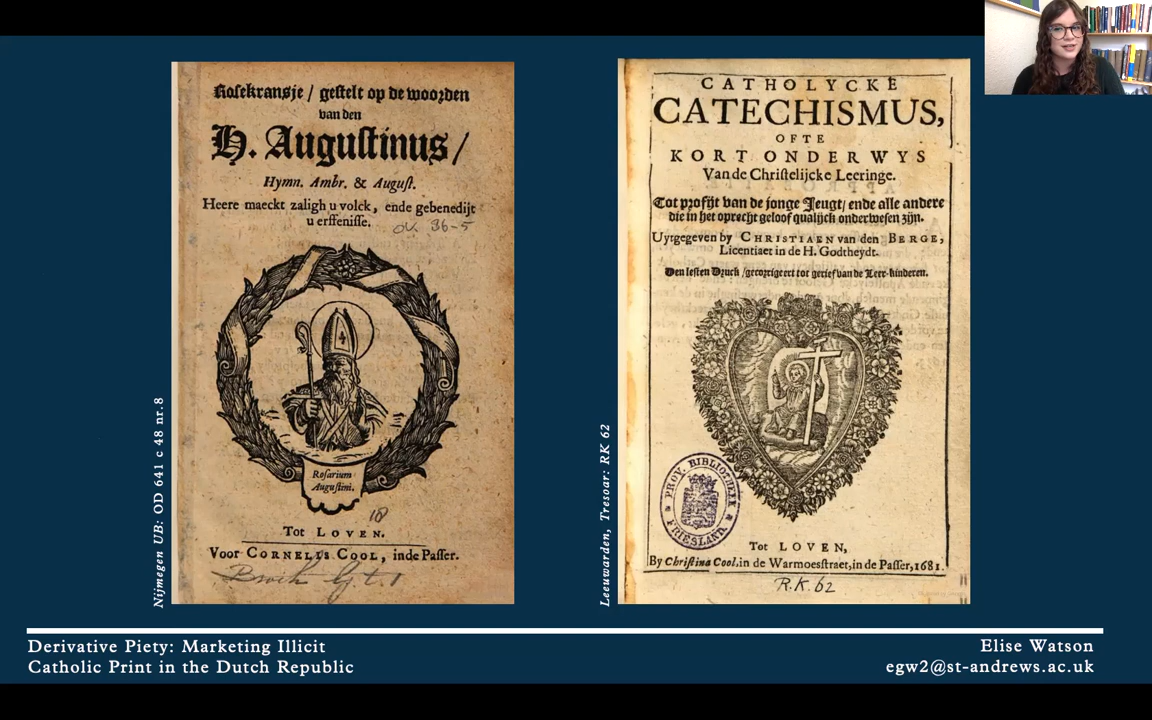 Rosekransje / gestelt op de woorden
van den
H. Augustinus /
Hymn. Ambr. & August.
Heere maeckt zaligh u volck, ende gebenedijt
u erffenisse.
OD. 36-5
Rosarium
Augustini.
18
Tot LOVEN.
Voor CORNELIS COOL, inde Passer.
Nijmegen UB: OD 641 c 48 nr.8
CATHOLYCKE
CATECHISMUS,
OFTE
KORT ONDERWYS
Van de Christelijcke Leeringe.
Tot profijt van de jonge Jeugt / ende alle andere
die in het oprecht geloof qualijck onderwesen zijn.
Uytgegeven by CHRISTIAEN van den BERGE,
Licentiaet in de H. Godtheydt.
Den lesten Druck / gecorrigeert tot gerief van de Leer-kinderen.
PROV. BIBLIOTHEEK
FRIESLAND
Tot LOVEN,
By Christina Cool, in de Warmoesstraet, in de Passer, 1681.
R.K. 62
Leeuwarden, Tresoar: RK 62
Derivative Piety: Marketing Illicit
Catholic Print in the Dutch Republic
Elise Watson
egw2@st-andrews.ac.uk